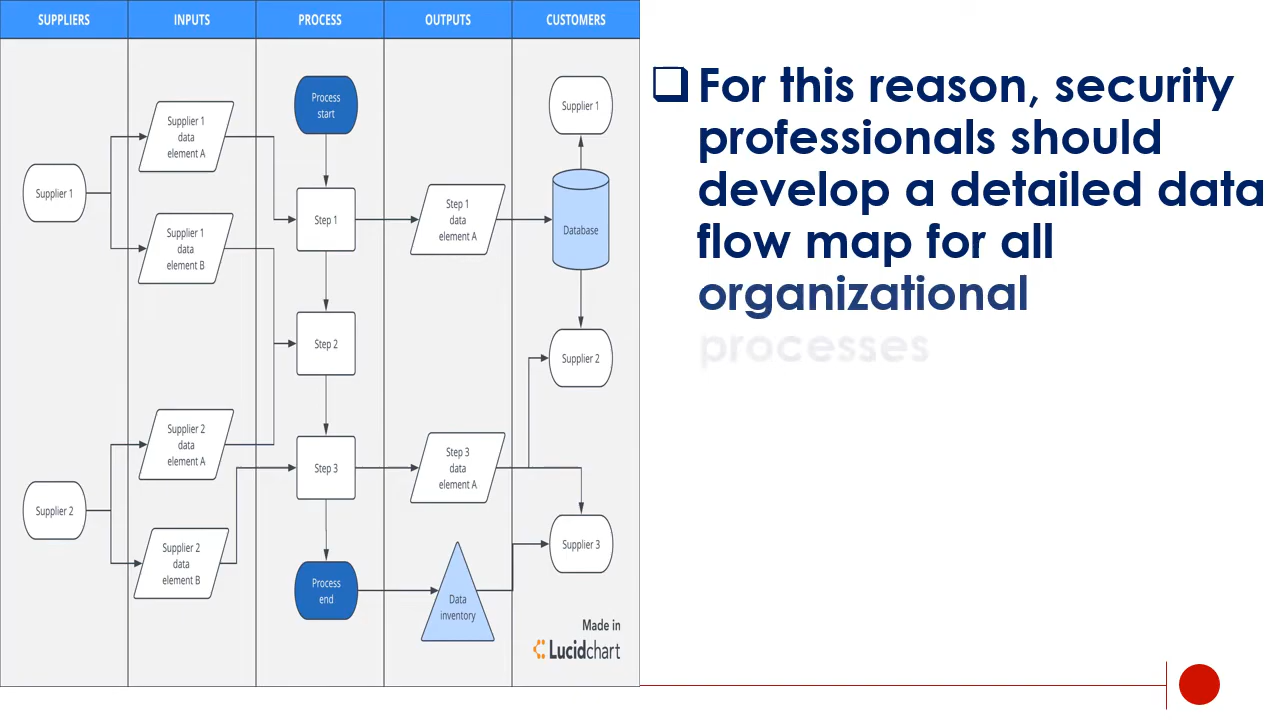 SUPPLIERS
INPUTS
PROCESS
OUTPUTS
CUSTOMERS
Supplier 1
Supplier 2
Supplier 1
data
element A
Supplier 1
data
element B
Supplier 2
data
element A
Supplier 2
data
element B
Process
start
Step 1
Step 2
Step 3
Process
end
Step 1
data
element A
Step 3
data
element A
Data
inventory
Supplier 1
Database
Supplier 2
Supplier 3
Made in
Lucidchart
For this reason, security
professionals should
develop a detailed data
flow map for all
organizational
processes